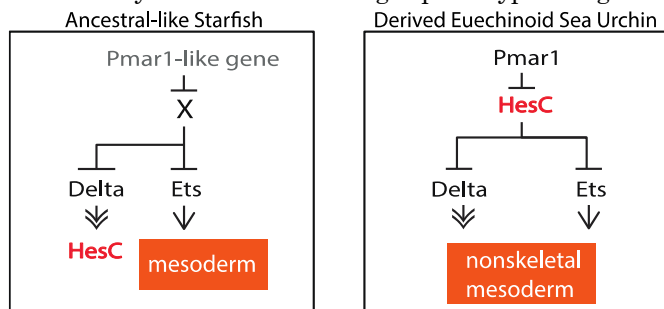 Ancestral-like Starfish
Pmar1-like gene
X
Delta Ets
HesC
mesoderm
Derived Euechinoid Sea Urchin
Pmar1
HesC
Delta Ets
nonskeletal
mesoderm